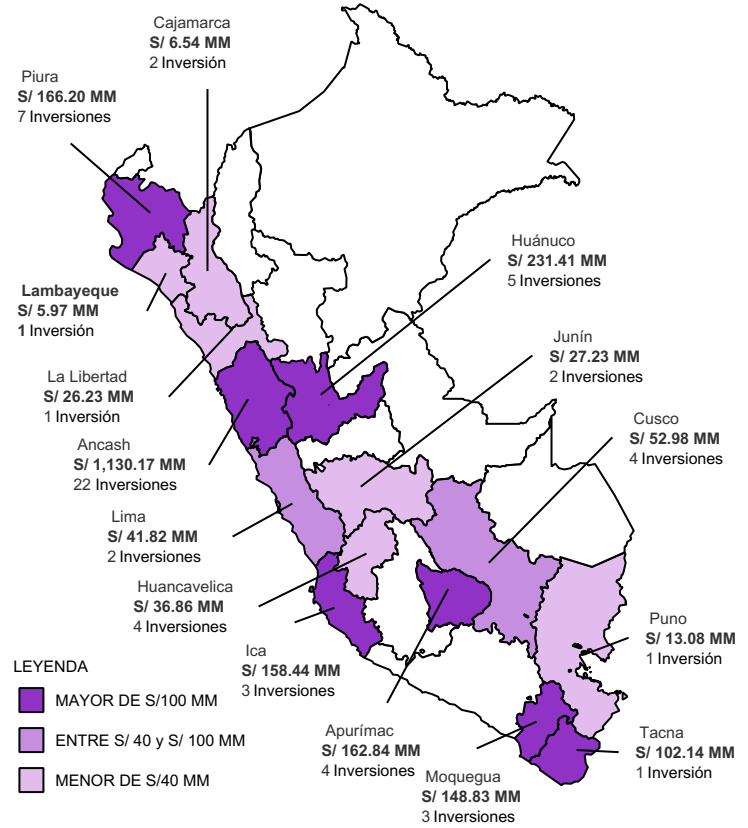 Cajamarca
S/ 6.54 MM
2 Inversión
Piura
S/ 166.20 MM
7 Inversiones
Huánuco
S/ 231.41 MM
5 Inversiones
Lambayeque
S/ 5.97 MM
1 Inversión
Junín
S/ 27.23 MM
2 Inversiones
La Libertad
S/ 26.23 MM
1 Inversión
Cusco
S/ 52.98 MM
4 Inversiones
Ancash
S/ 1,130.17 MM
22 Inversiones
Lima
S/ 41.82 MM
2 Inversiones
Huancavelica
S/ 36.86 MM
4 Inversiones
Puno
S/ 13.08 MM
1 Inversión
Ica
S/ 158.44 MM
3 Inversiones
LEYENDA
MAYOR DE S/100 MM
ENTRE S/ 40 y S/ 100 MM
MENOR DE S/40 MM
Apurímac
S/ 162.84 MM
4 Inversiones
Tacna
S/ 102.14 MM
1 Inversión
Moquegua
S/ 148.83 MM
3 Inversiones